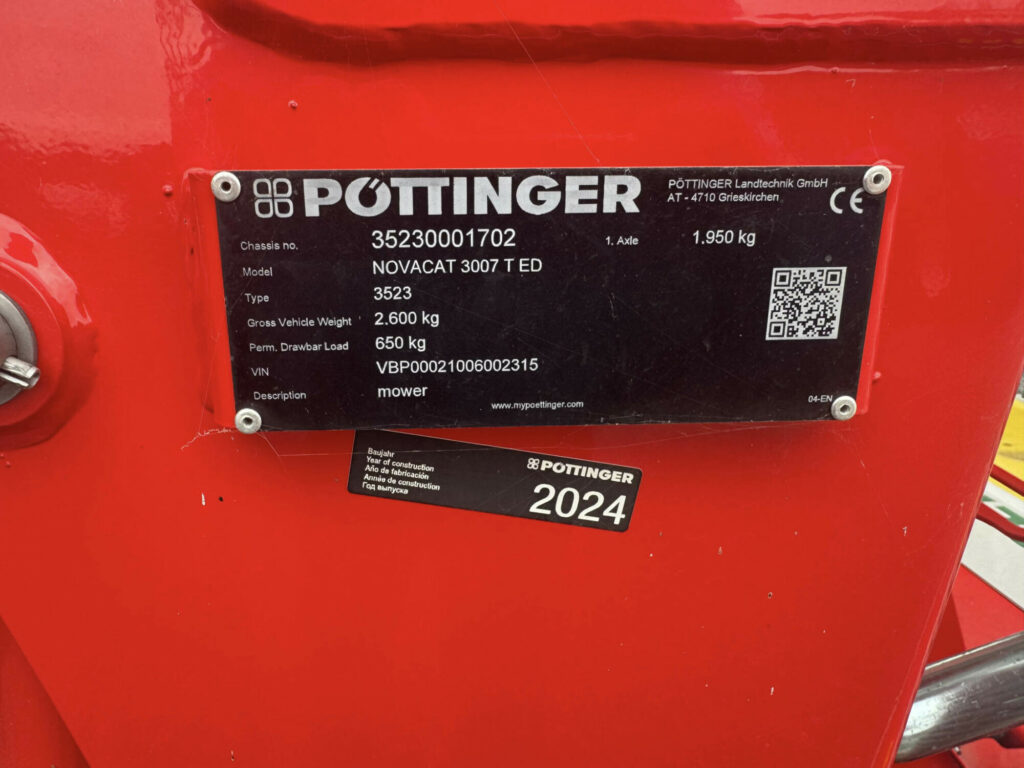 PÖTTINGER
PÖTTINGER Landtechnik GmbH
AT - 4710 Grieskirchen
CE
Chassis no. 35230001702 1. Axle 1.950 kg
Model NOVACAT 3007 T ED
Type 3523
Gross Vehicle Weight 2.600 kg
Perm. Drawbar Load 650 kg
VIN VBP00021006002315
Description mower
www.mypoettinger.com
04-EN
Baujahr
Year of construction
Año de fabricación
Année de construction
Год выпуска
PÖTTINGER
2024